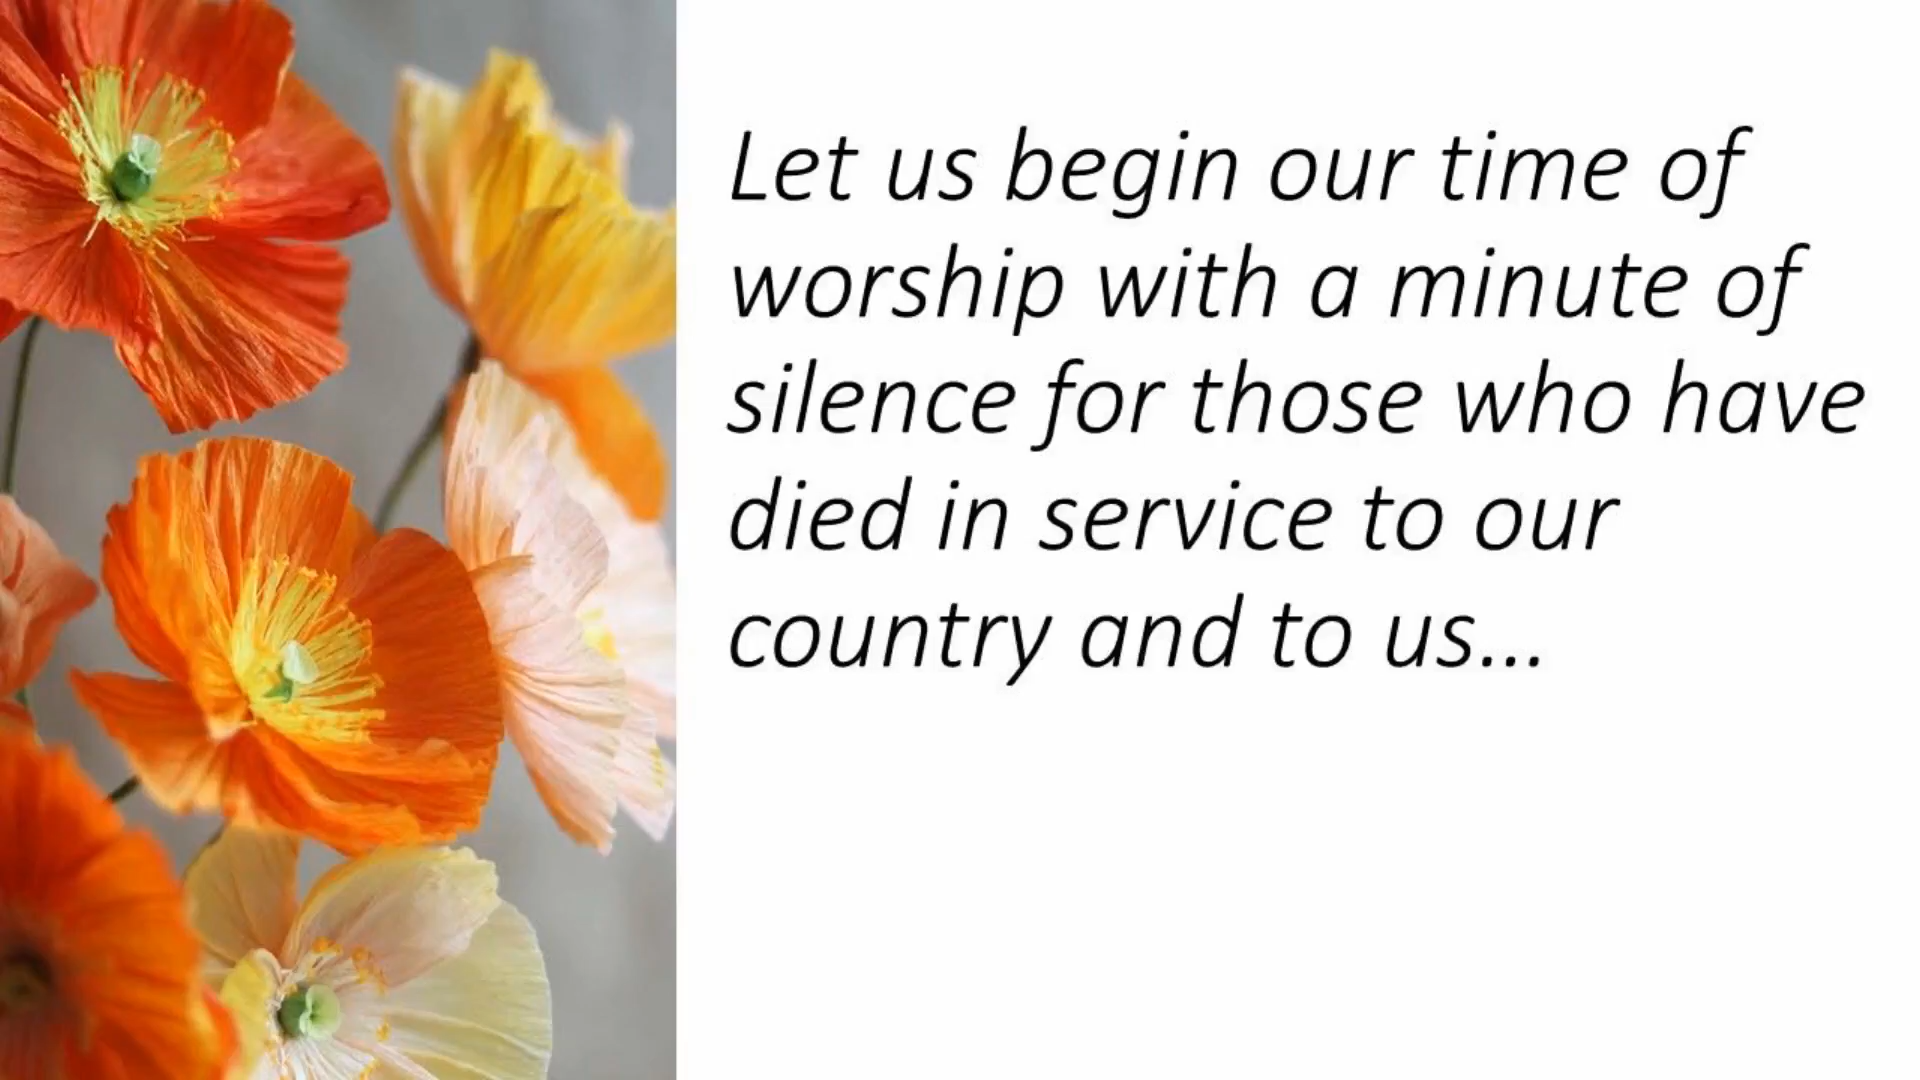 Let us begin our time of
worship with a minute of
silence for those who have
died in service to our
country and to us...